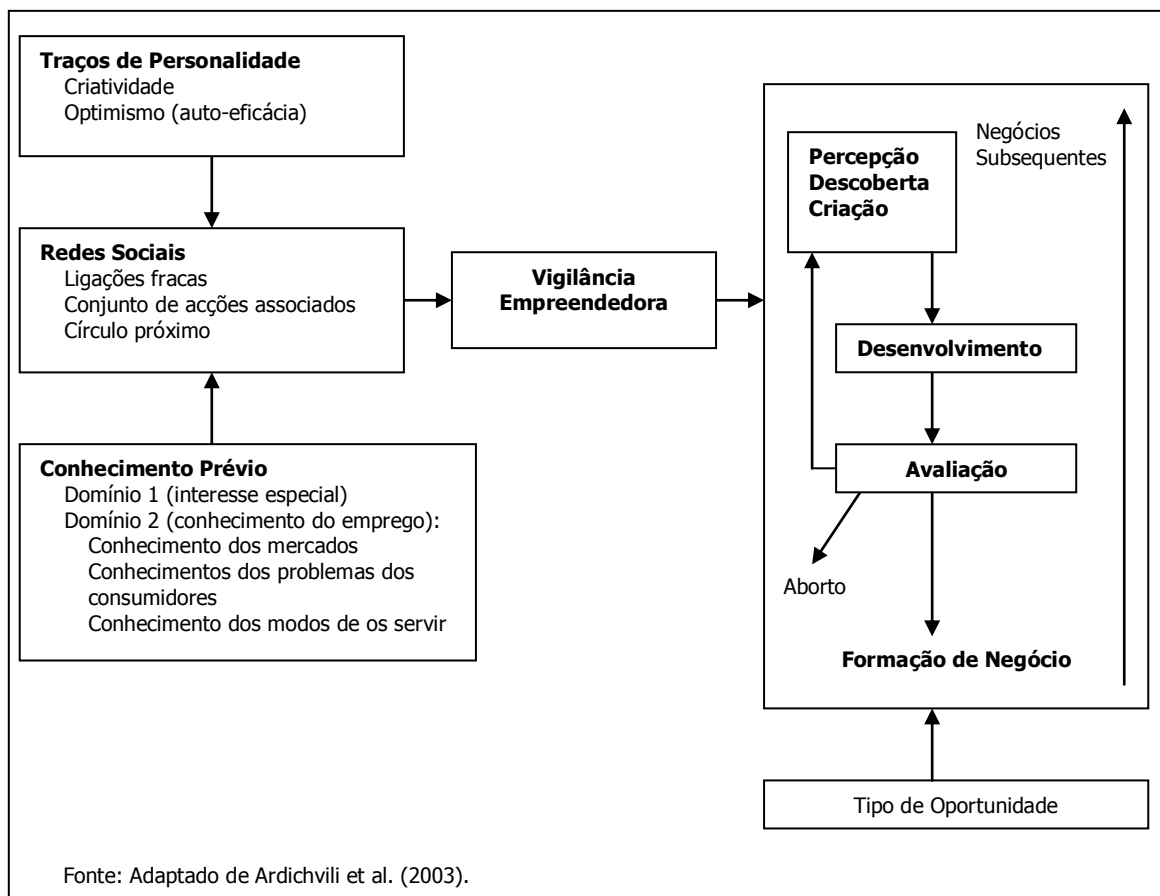 Traços de Personalidade
Criatividade
Optimismo (auto-eficácia)
Redes Sociais
Ligações fracas
Conjunto de acções associados
Círculo próximo
Conhecimento Prévio
Domínio 1 (interesse especial)
Domínio 2 (conhecimento do emprego):
Conhecimento dos mercados
Conhecimentos dos problemas dos
consumidores
Conhecimento dos modos de os servir
Vigilância
Empreendedora
Percepção
Descoberta
Criação
Negócios
Subsequentes
Desenvolvimento
Avaliação
Aborto
Formação de Negócio
Tipo de Oportunidade
Fonte: Adaptado de Ardichvili et al. (2003).